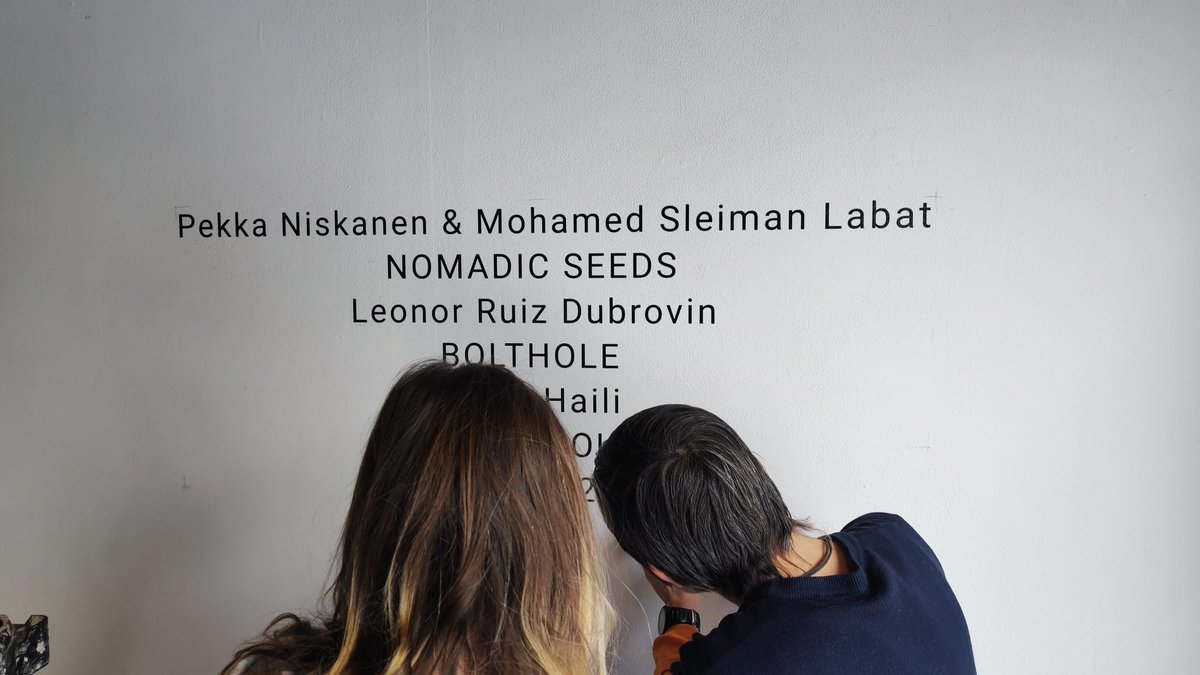 Pekka Niskanen & Mohamed Sleiman Labat
NOMADIC SEEDS
Leonor Ruiz Dubrovin
BOLTHOLE
Haili